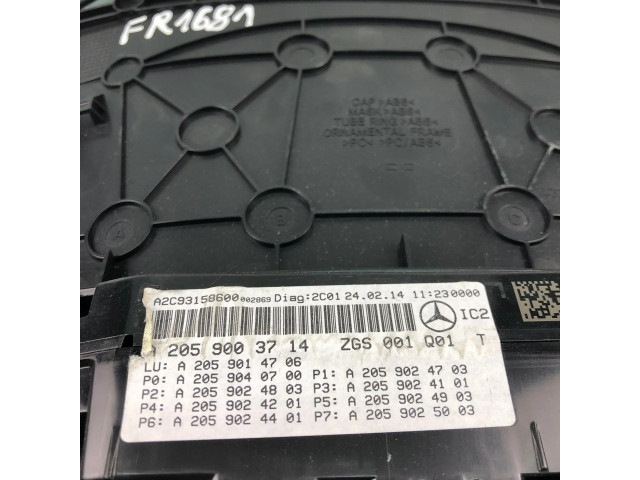 FR1681
CAP >ABS<
MASK >ABS<
TUBE RING >ABS<
ORNAMENTAL FRAME
>PC< >PC/ABS<
A
B
C
A2C93158600 002869 Diag:2C01 24.02.14 11:23 0000
IC2
205 900 37 14 ZGS 001 Q01 T
LU: A 205 901 47 06
P0: A 205 904 07 00 P1: A 205 902 47 03
P2: A 205 902 48 03 P3: A 205 902 41 01
P4: A 205 902 42 01 P5: A 205 902 49 03
P6: A 205 902 44 01 P7: A 205 902 50 03